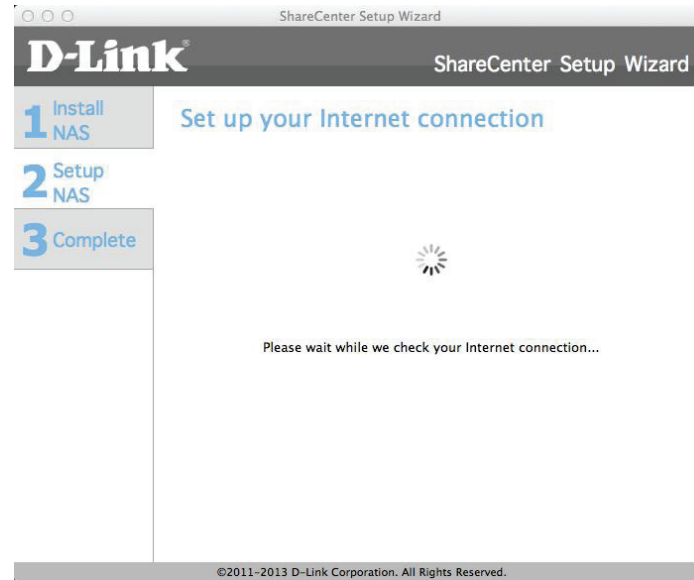 ShareCenter Setup Wizard
D-Link®
ShareCenter Setup Wizard
1 Install
NAS
2 Setup
NAS
3 Complete
Set up your Internet connection
Please wait while we check your Internet connection...
©2011-2013 D-Link Corporation. All Rights Reserved.